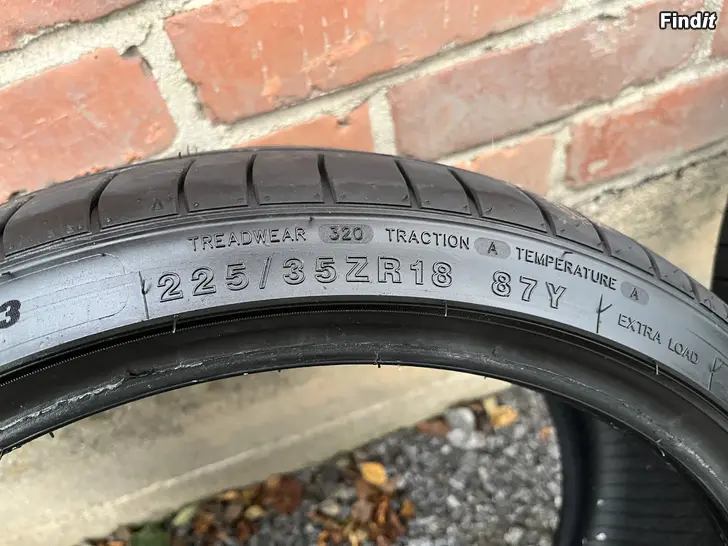 Findit
TREADWEAR 320 TRACTION A TEMPERATURE A
225/35ZR18 87Y
EXTRA LOAD
3